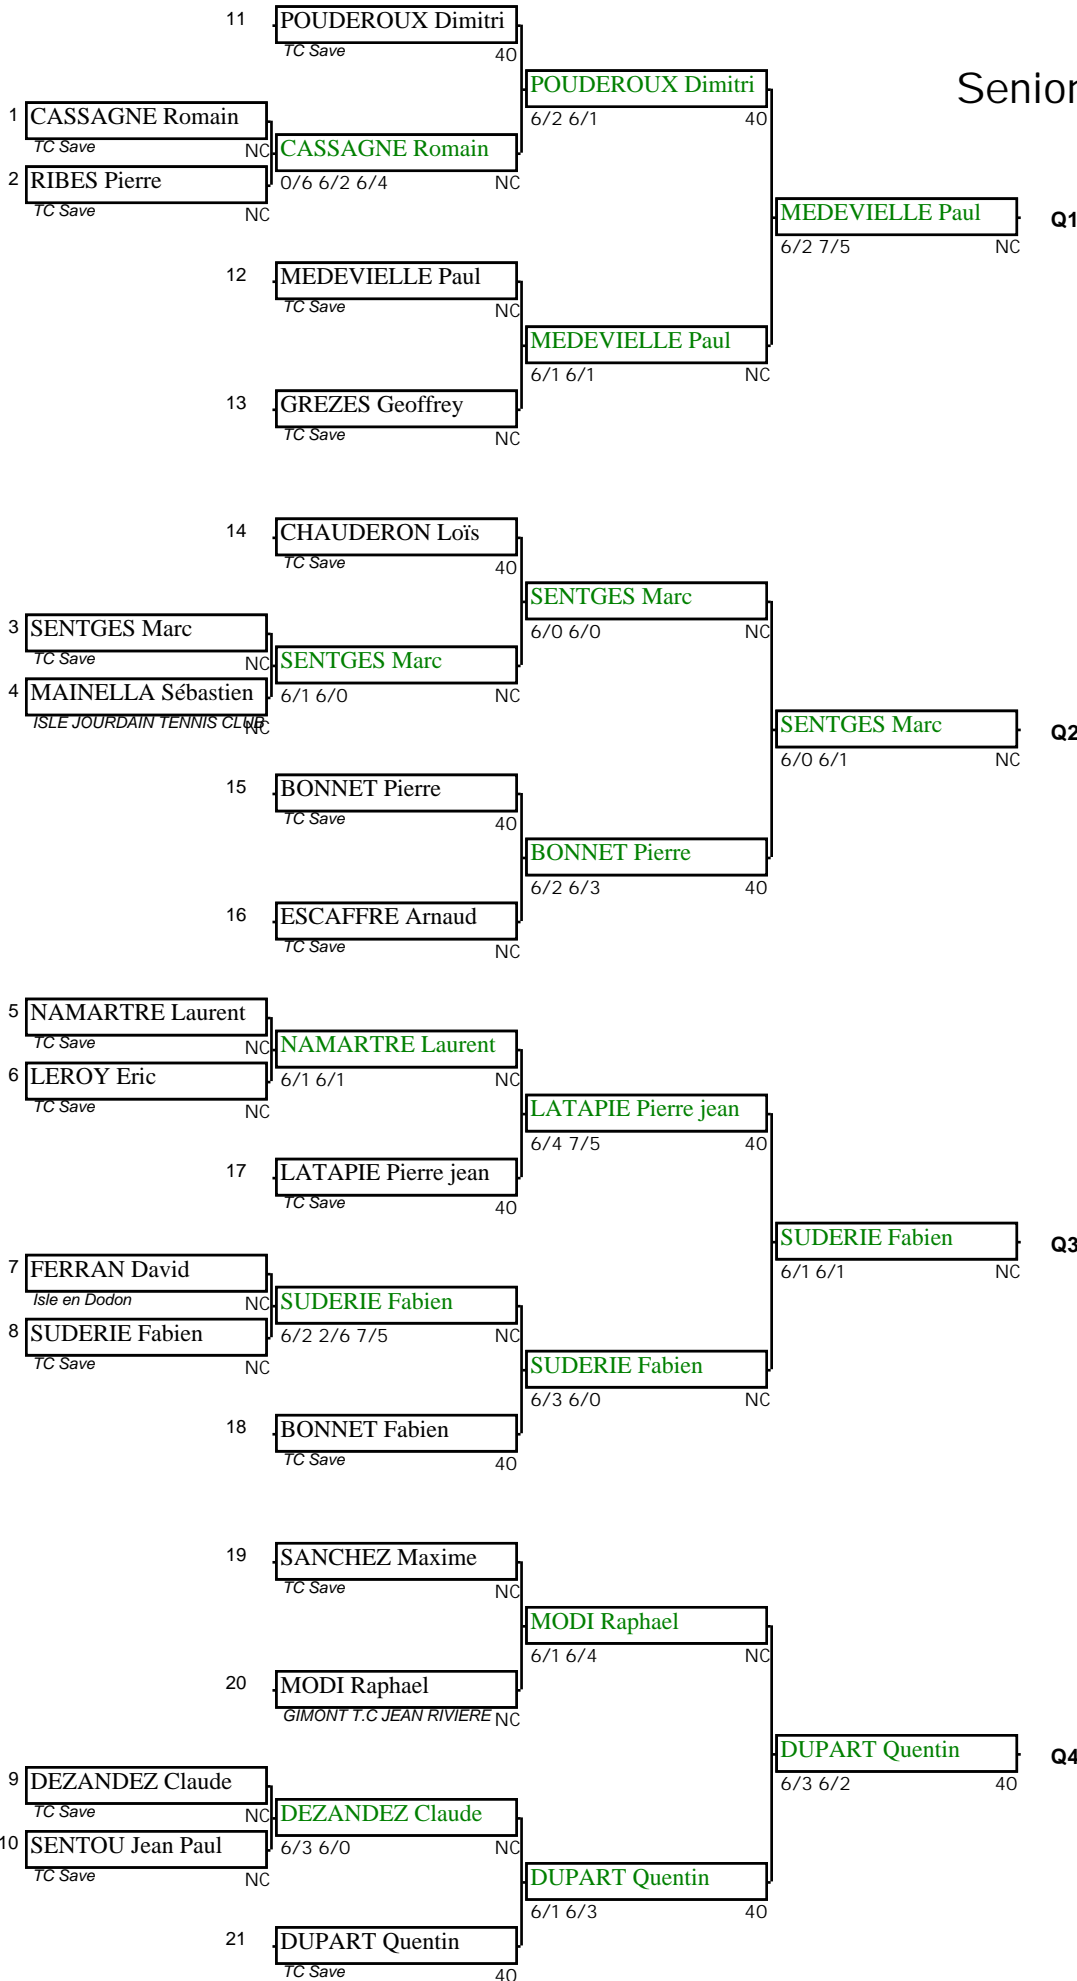 11 POUDEROUX Dimitri
TC Save 40
POUDEROUX Dimitri
Senior
1 CASSAGNE Romain
6/2 6/1 40
TC Save NC
CASSAGNE Romain
2 RIBES Pierre
0/6 6/2 6/4 NC
TC Save NC
MEDEVIELLE Paul Q1
6/2 7/5 NC
12 MEDEVIELLE Paul
TC Save NC
MEDEVIELLE Paul
6/1 6/1 NC
13 GREZES Geoffrey
TC Save NC
14 CHAUDERON Loïs
TC Save 40
SENTGES Marc
3 SENTGES Marc
6/0 6/0 NC
TC Save NC
SENTGES Marc
4 MAINELLA Sébastien
6/1 6/0 NC
ISLE JOURDAIN TENNIS CLUB NC
SENTGES Marc Q2
6/0 6/1 NC
15 BONNET Pierre
TC Save 40
BONNET Pierre
6/2 6/3 40
16 ESCAFFRE Arnaud
TC Save NC
5 NAMARTRE Laurent
TC Save NC
NAMARTRE Laurent
6 LEROY Eric
6/1 6/1 NC
TC Save NC
LATAPIE Pierre jean
6/4 7/5 40
17 LATAPIE Pierre jean
TC Save 40
SUDERIE Fabien Q3
6/1 6/1 NC
7 FERRAN David
Isle en Dodon NC
SUDERIE Fabien
8 SUDERIE Fabien
6/2 2/6 7/5 NC
TC Save NC
SUDERIE Fabien
6/3 6/0 NC
18 BONNET Fabien
TC Save 40
19 SANCHEZ Maxime
TC Save NC
MODI Raphael
6/1 6/4 NC
20 MODI Raphael
GIMONT T.C JEAN RIVIERE NC
DUPART Quentin Q4
6/3 6/2 40
9 DEZANDEZ Claude
TC Save NC
DEZANDEZ Claude
10 SENTOU Jean Paul
6/3 6/0 NC
TC Save NC
DUPART Quentin
6/1 6/3 40
21 DUPART Quentin
TC Save 40